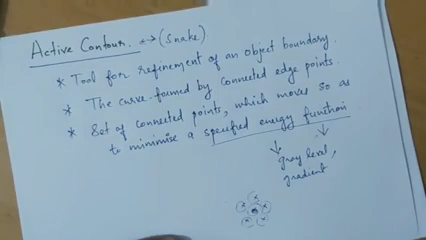 Active Contour. ↔ (Snake)
* Tool for refinement of an object boundary.
* The curve formed by connected edge points.
* Set of connected points, which moves so as
to minimise a specified energy function
gray level,
gradient